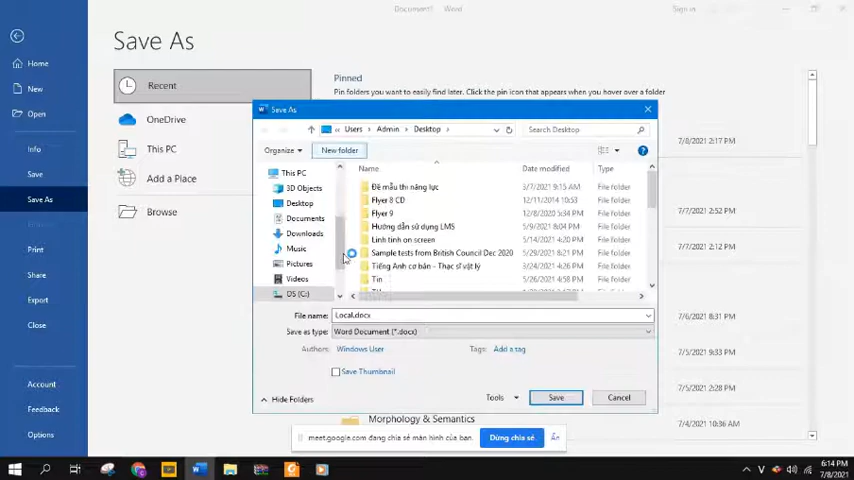 Document1 - Word
Sign in
Save As
Home
New
Open
Info
Save
Save As
Print
Share
Export
Close
Account
Feedback
Options
Recent
OneDrive
This PC
Add a Place
Browse
Pinned
Pin folders you want to easily find later. Click the pin icon that appears when you hover over a folder
7/8/2021 2:17 PM
7/7/2021 2:52 PM
7/7/2021 2:12 PM
7/6/2021 8:31 PM
7/5/2021 9:33 PM
7/5/2021 2:28 PM
Morphology & Semantics
7/4/2021 10:36 AM
Save As
« Users › Admin › Desktop ›
Search Desktop
Organize
New folder
This PC
3D Objects
Desktop
Documents
Downloads
Music
Pictures
Videos
OS (C:)
Name
Date modified
Type
Đề mẫu thi năng lực 3/7/2021 9:15 AM File folder
Flyer 8 CD 12/11/2014 10:53 File folder
Flyer 9 12/8/2020 5:34 PM File folder
Hướng dẫn sử dụng LMS 5/9/2021 8:04 PM File folder
Linh tinh on screen 5/14/2021 4:20 PM File folder
Sample tests from British Council Dec 2020 5/29/2021 8:21 PM File folder
Tiếng Anh cơ bản - Thạc sĩ vật lý 3/24/2021 4:26 PM File folder
Tin 5/26/2021 4:58 PM File folder
File name: Local.docx
Save as type: Word Document (*.docx)
Authors: Windows User
Tags: Add a tag
Save Thumbnail
Hide Folders
Tools
Save
Cancel
meet.google.com đang chia sẻ màn hình của bạn.
Dừng chia sẻ
Ẩn
6:14 PM
7/8/2021